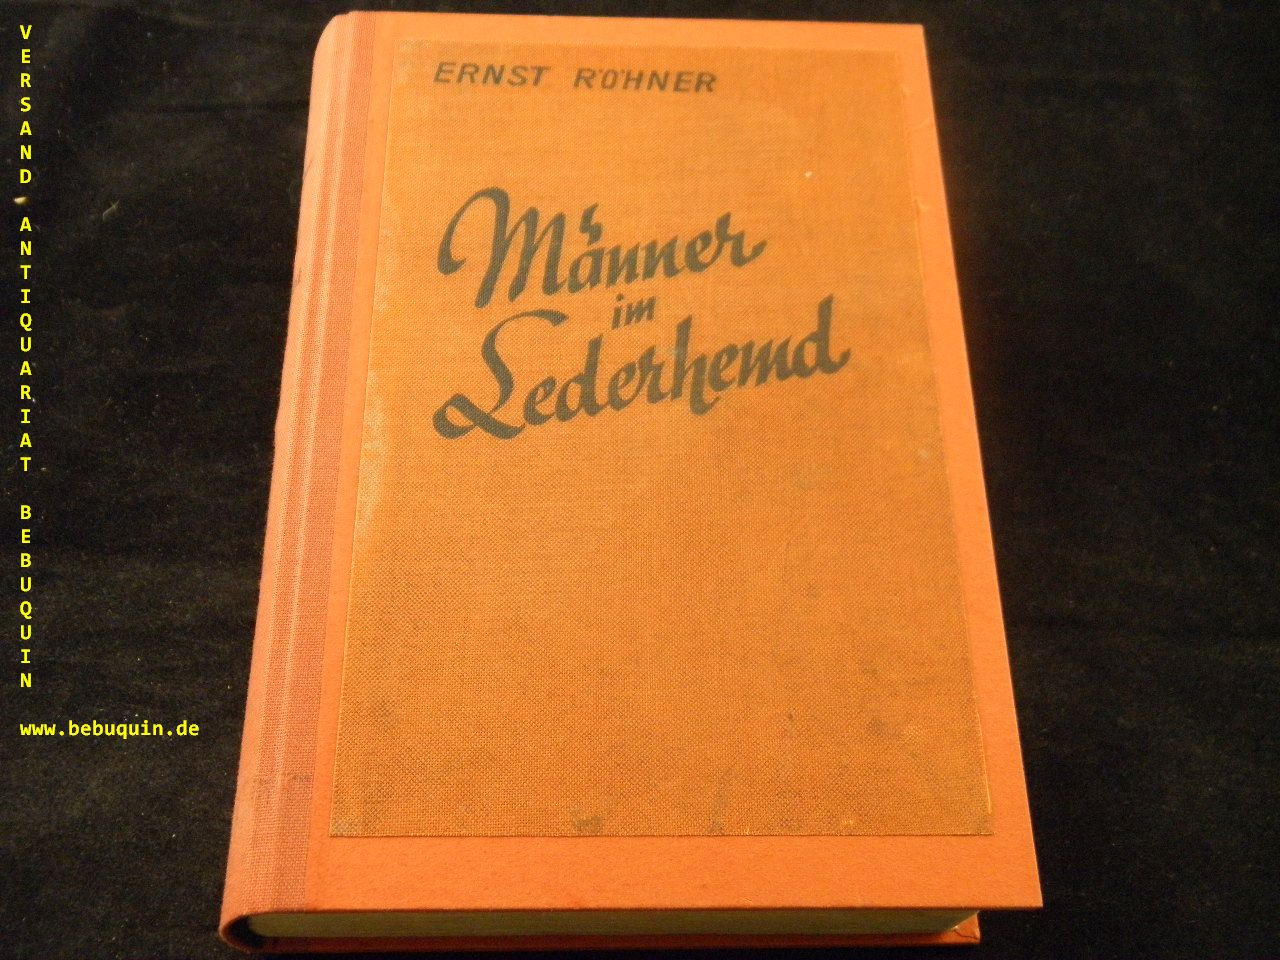 ERNST RÖHNER
Männer
im
Lederhemd
VERSAND ANTIQUARIAT BEBUQUIN
www.bebuquin.de